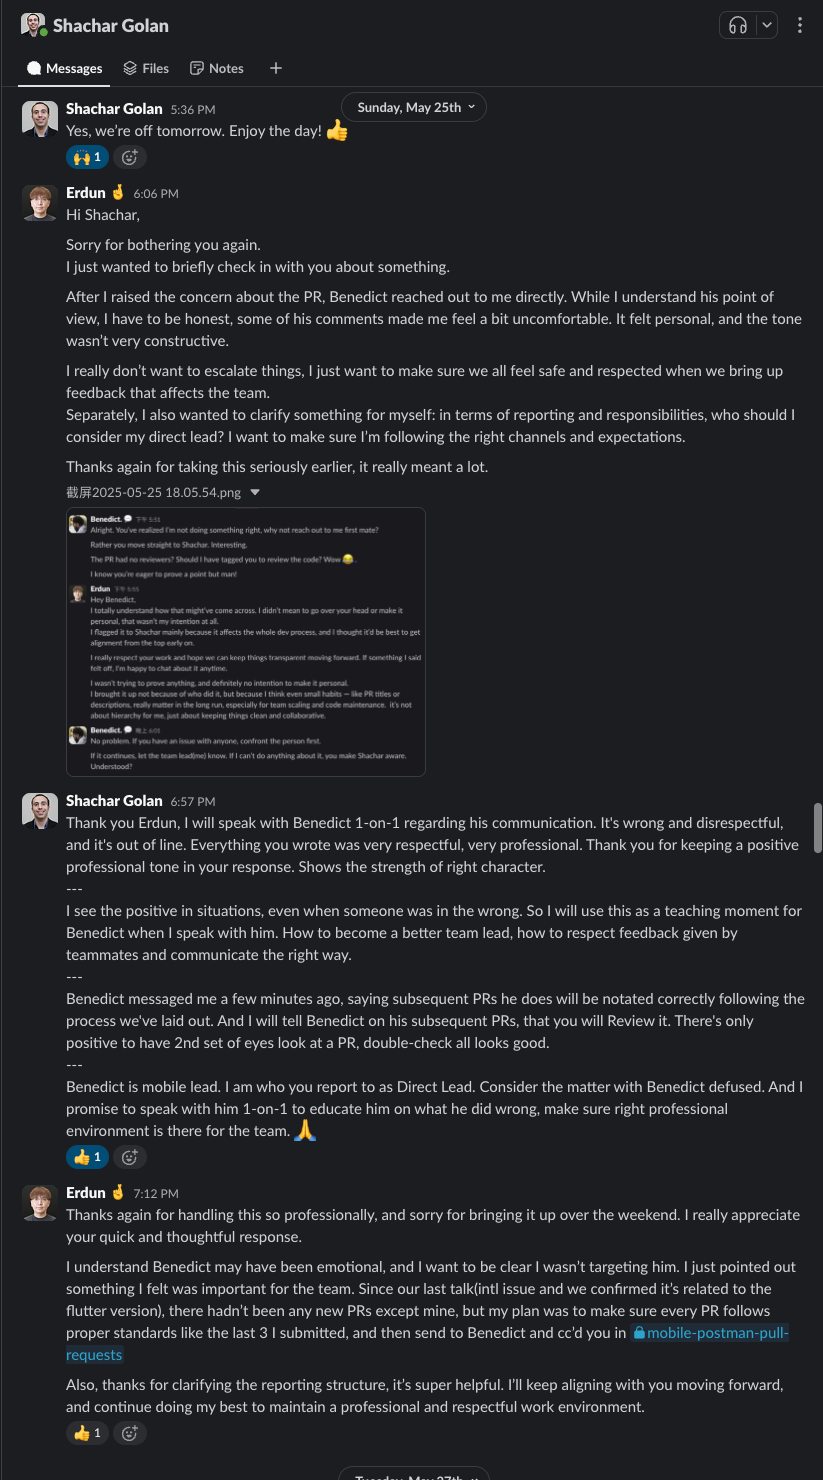 Shachar Golan
Messages
Files
Notes
Sunday, May 25th
Shachar Golan 5:36 PM
Yes, we're off tomorrow. Enjoy the day! 👍
🙌 1
Erdun 🤞 6:06 PM
Hi Shachar,
Sorry for bothering you again.
I just wanted to briefly check in with you about something.
After I raised the concern about the PR, Benedict reached out to me directly. While I understand his point of
view, I have to be honest, some of his comments made me feel a bit uncomfortable. It felt personal, and the tone
wasn't very constructive.
I really don't want to escalate things, I just want to make sure we all feel safe and respected when we bring up
feedback that affects the team.
Separately, I also wanted to clarify something for myself: in terms of reporting and responsibilities, who should I
consider my direct lead? I want to make sure I'm following the right channels and expectations.
Thanks again for taking this seriously earlier, it really meant a lot.
截屏2025-05-25 18.05.54.png
Benedict. 💬 下午 5:51
Alright. You've realized I'm not doing something right, why not reach out to me first mate?
Rather you move straight to Shachar. Interesting.
The PR had no reviewers? Should I have tagged you to review the code? Wow 😂 .
I know you're eager to prove a point but man!
Erdun 下午 5:55
Hey Benedict,
I totally understand how that might've come across. I didn't mean to go over your head or make it
personal, that wasn't my intention at all.
I flagged it to Shachar mainly because it affects the whole dev process, and I thought it'd be best to get
alignment from the top early on.
I really respect your work and hope we can keep things transparent moving forward. If something I said
felt off, I'm happy to chat about it anytime.
I wasn't trying to prove anything, and definitely no intention to make it personal.
I brought it up not because of who did it, but because I think even small habits — like PR titles or
descriptions, really matter in the long run, especially for team scaling and code maintenance. it's not
about hierarchy for me, just about keeping things clean and collaborative.
Benedict. 💬 晚上 6:01
No problem. If you have an issue with anyone, confront the person first.
If it continues, let the team lead(me) know. If I can't do anything about it, you make Shachar aware.
Understood?
Shachar Golan 6:57 PM
Thank you Erdun, I will speak with Benedict 1-on-1 regarding his communication. It's wrong and disrespectful,
and it's out of line. Everything you wrote was very respectful, very professional. Thank you for keeping a positive
professional tone in your response. Shows the strength of right character.
---
I see the positive in situations, even when someone was in the wrong. So I will use this as a teaching moment for
Benedict when I speak with him. How to become a better team lead, how to respect feedback given by
teammates and communicate the right way.
---
Benedict messaged me a few minutes ago, saying subsequent PRs he does will be notated correctly following the
process we've laid out. And I will tell Benedict on his subsequent PRs, that you will Review it. There's only
positive to have 2nd set of eyes look at a PR, double-check all looks good.
---
Benedict is mobile lead. I am who you report to as Direct Lead. Consider the matter with Benedict defused. And I
promise to speak with him 1-on-1 to educate him on what he did wrong, make sure right professional
environment is there for the team. 🙏
👍 1
Erdun 🤞 7:12 PM
Thanks again for handling this so professionally, and sorry for bringing it up over the weekend. I really appreciate
your quick and thoughtful response.
I understand Benedict may have been emotional, and I want to be clear I wasn't targeting him. I just pointed out
something I felt was important for the team. Since our last talk(intl issue and we confirmed it's related to the
flutter version), there hadn't been any new PRs except mine, but my plan was to make sure every PR follows
proper standards like the last 3 I submitted, and then send to Benedict and cc'd you in 🔒mobile-postman-pull-
requests
Also, thanks for clarifying the reporting structure, it's super helpful. I'll keep aligning with you moving forward,
and continue doing my best to maintain a professional and respectful work environment.
👍 1
Tuesday, May 27th